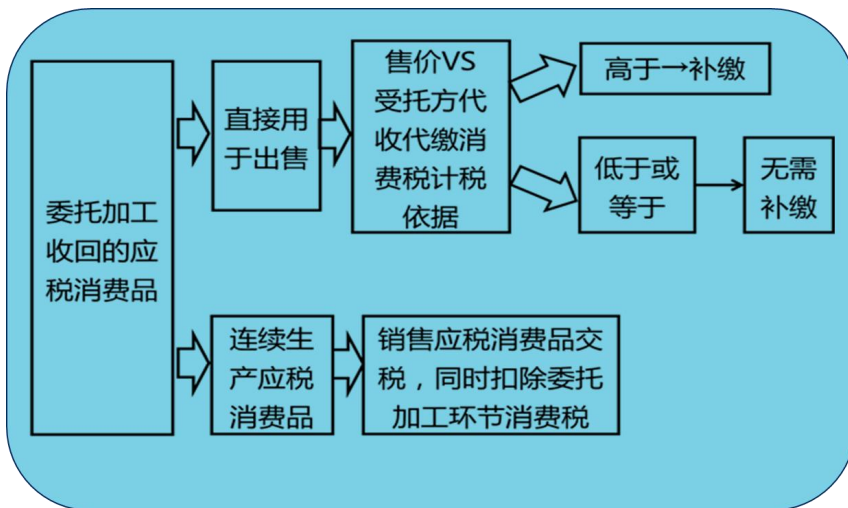 委托加工
收回的应
税消费品
直接用
于出售
售价VS
受托方代
收代缴消
费税计税
依据
高于→补缴
低于或
等于
无需
补缴
连续生
产应税
消费品
销售应税消费品交
税，同时扣除委托
加工环节消费税